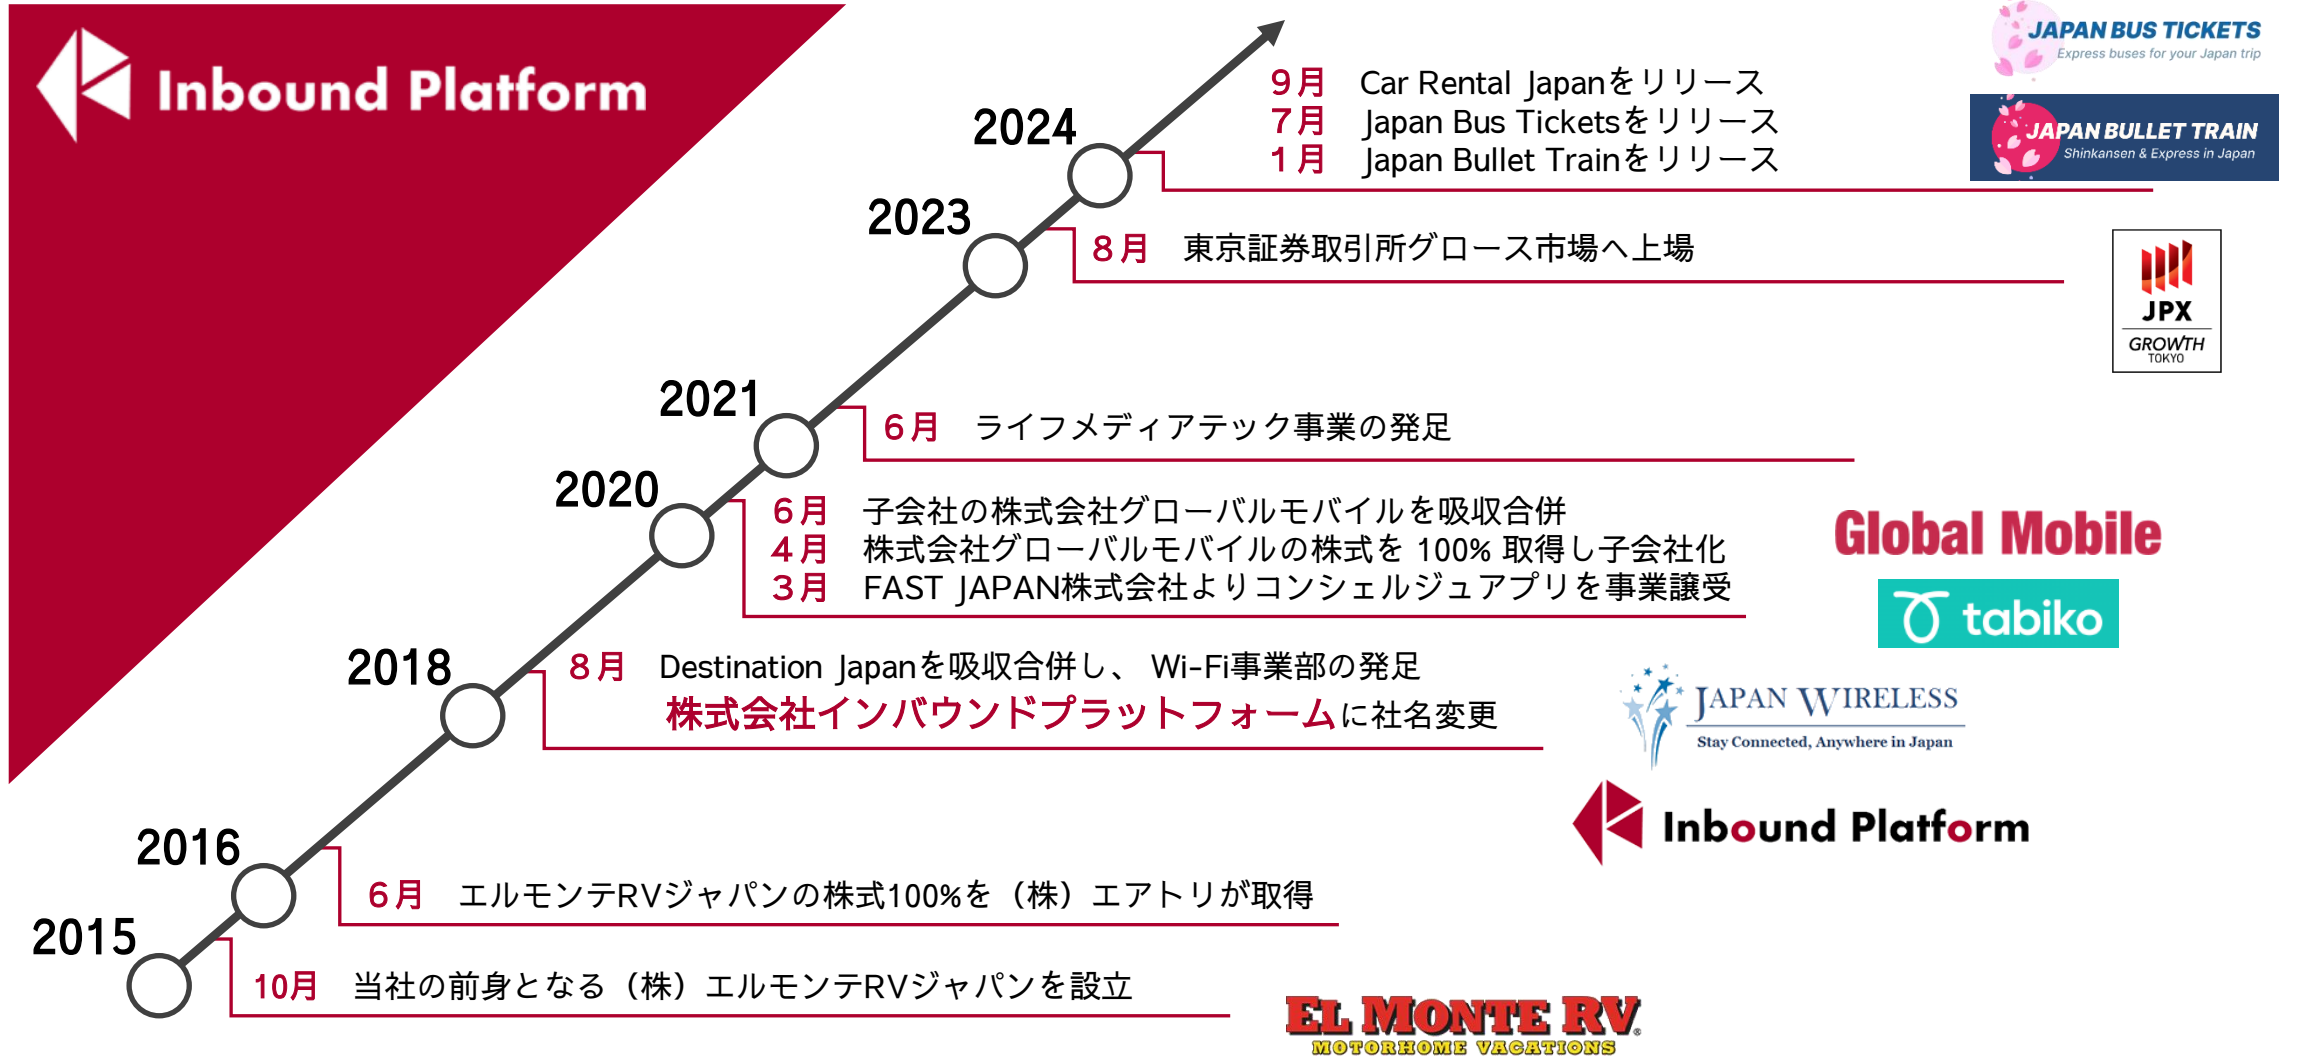 Inbound Platform
2024
9月 Car Rental Japanをリリース
7月 Japan Bus Ticketsをリリース
1月 Japan Bullet Trainをリリース
JAPAN BUS TICKETS
Express buses for your Japan trip
JAPAN BULLET TRAIN
Shinkansen & Express in Japan
2023
8月 東京証券取引所グロース市場へ上場
JPX
GROWTH
TOKYO
2021
6月 ライフメディアテック事業の発足
2020
6月 子会社の株式会社グローバルモバイルを吸収合併
4月 株式会社グローバルモバイルの株式を 100% 取得し子会社化
3月 FAST JAPAN株式会社よりコンシェルジュアプリを事業譲受
Global Mobile
tabiko
2018
8月 Destination Japanを吸収合併し、 Wi-Fi事業部の発足
株式会社インバウンドプラットフォームに社名変更
JAPAN WIRELESS
Stay Connected, Anywhere in Japan
Inbound Platform
2016
6月 エルモンテRVジャパンの株式100%を（株）エアトリが取得
2015
10月 当社の前身となる（株）エルモンテRVジャパンを設立
EL MONTE RV®
MOTORHOME VACATIONS